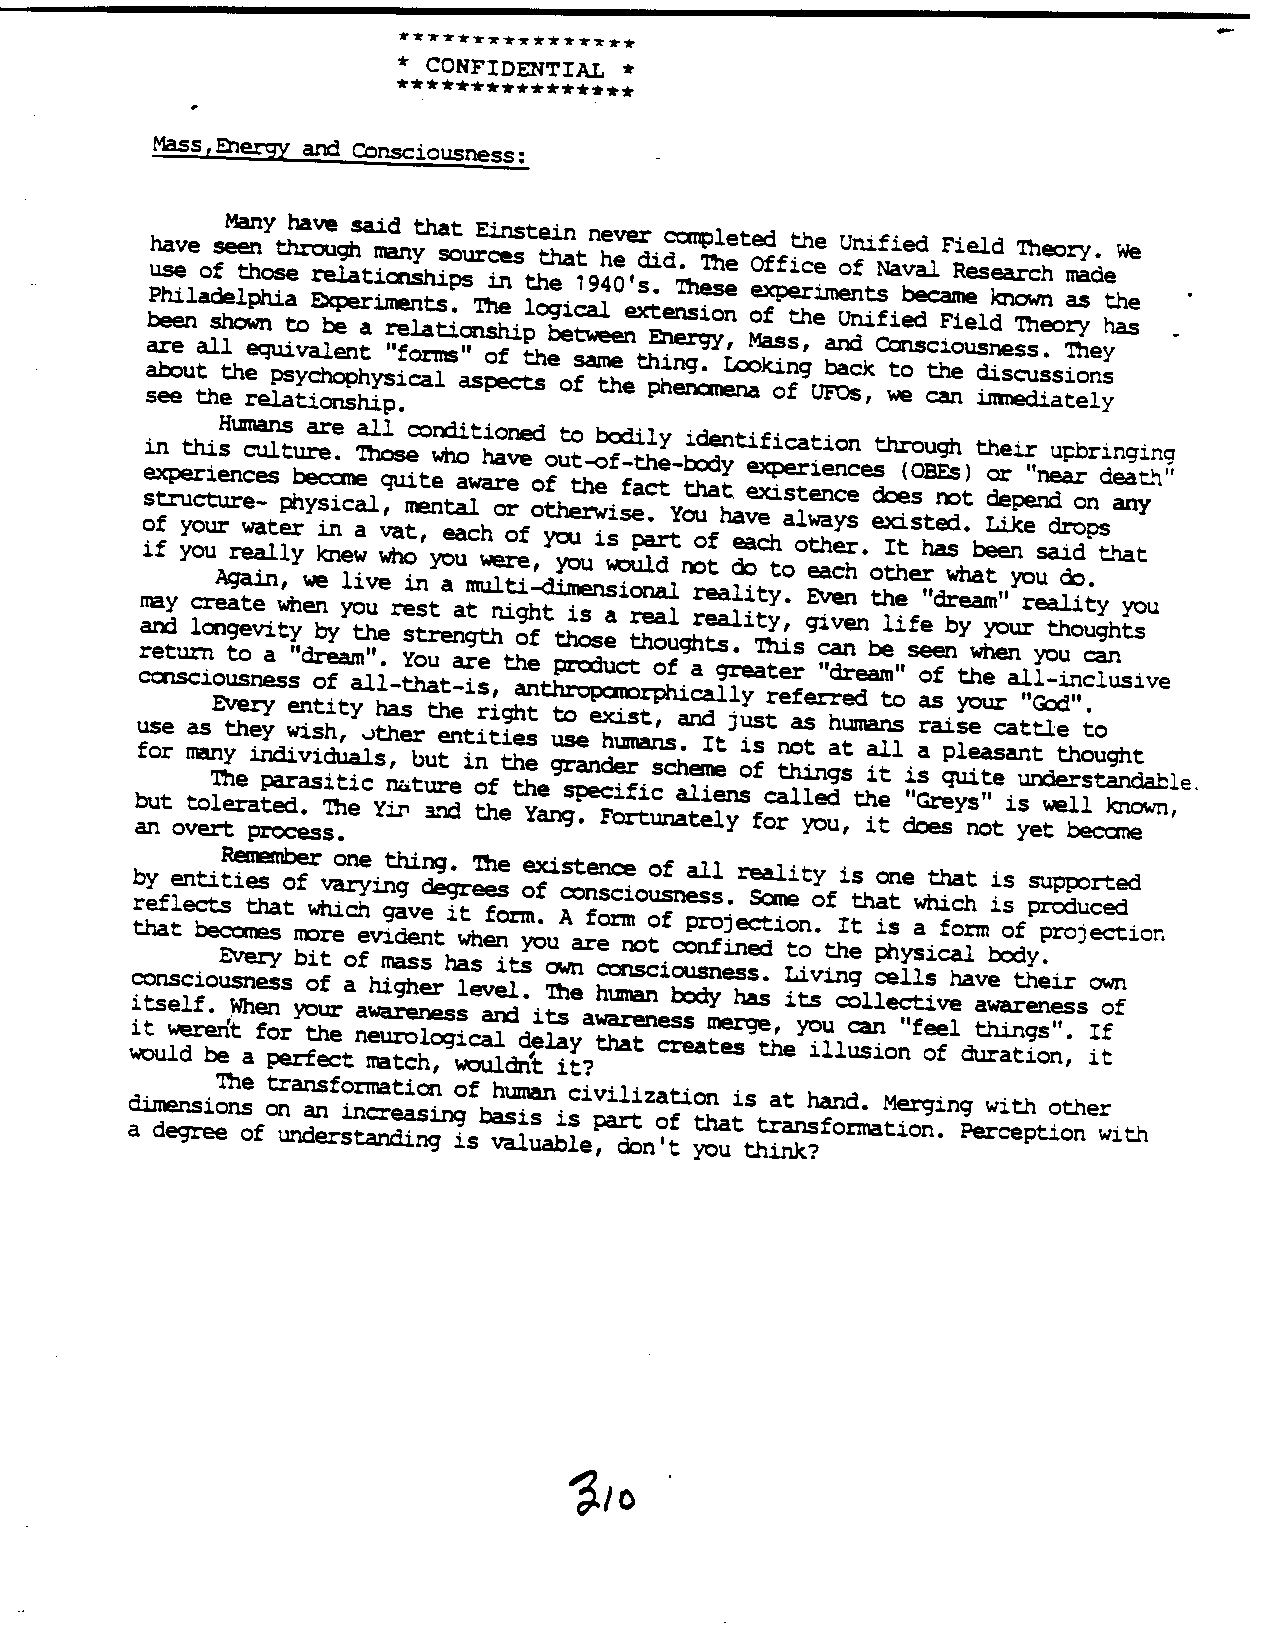 ****************
* CONFIDENTIAL *
****************
Mass,Energy and Consciousness:
Many have said that Einstein never completed the Unified Field Theory. We
have seen through many sources that he did. The Office of Naval Research made
use of those relationships in the 1940's. These experiments became known as the
Philadelphia Experiments. The logical extension of the Unified Field Theory has
been shown to be a relationship between Energy, Mass, and Consciousness. They
are all equivalent "forms" of the same thing. Looking back to the discussions
about the psychophysical aspects of the phenomena of UFOs, we can immediately
see the relationship.
Humans are all conditioned to bodily identification through their upbringing
in this culture. Those who have out-of-the-body experiences (OBEs) or "near death"
experiences become quite aware of the fact that existence does not depend on any
structure- physical, mental or otherwise. You have always existed. Like drops
of your water in a vat, each of you is part of each other. It has been said that
if you really knew who you were, you would not do to each other what you do.
Again, we live in a multi-dimensional reality. Even the "dream" reality you
may create when you rest at night is a real reality, given life by your thoughts
and longevity by the strength of those thoughts. This can be seen when you can
return to a "dream". You are the product of a greater "dream" of the all-inclusive
consciousness of all-that-is, anthropomorphically referred to as your "God".
Every entity has the right to exist, and just as humans raise cattle to
use as they wish, other entities use humans. It is not at all a pleasant thought
for many individuals, but in the grander scheme of things it is quite understandable.
The parasitic nature of the specific aliens called the "Greys" is well known,
but tolerated. The Yin and the Yang. Fortunately for you, it does not yet become
an overt process.
Remember one thing. The existence of all reality is one that is supported
by entities of varying degrees of consciousness. Some of that which is produced
reflects that which gave it form. A form of projection. It is a form of projection
that becomes more evident when you are not confined to the physical body.
Every bit of mass has its own consciousness. Living cells have their own
consciousness of a higher level. The human body has its collective awareness of
itself. When your awareness and its awareness merge, you can "feel things". If
it weren't for the neurological delay that creates the illusion of duration, it
would be a perfect match, wouldn't it?
The transformation of human civilization is at hand. Merging with other
dimensions on an increasing basis is part of that transformation. Perception with
a degree of understanding is valuable, don't you think?
310